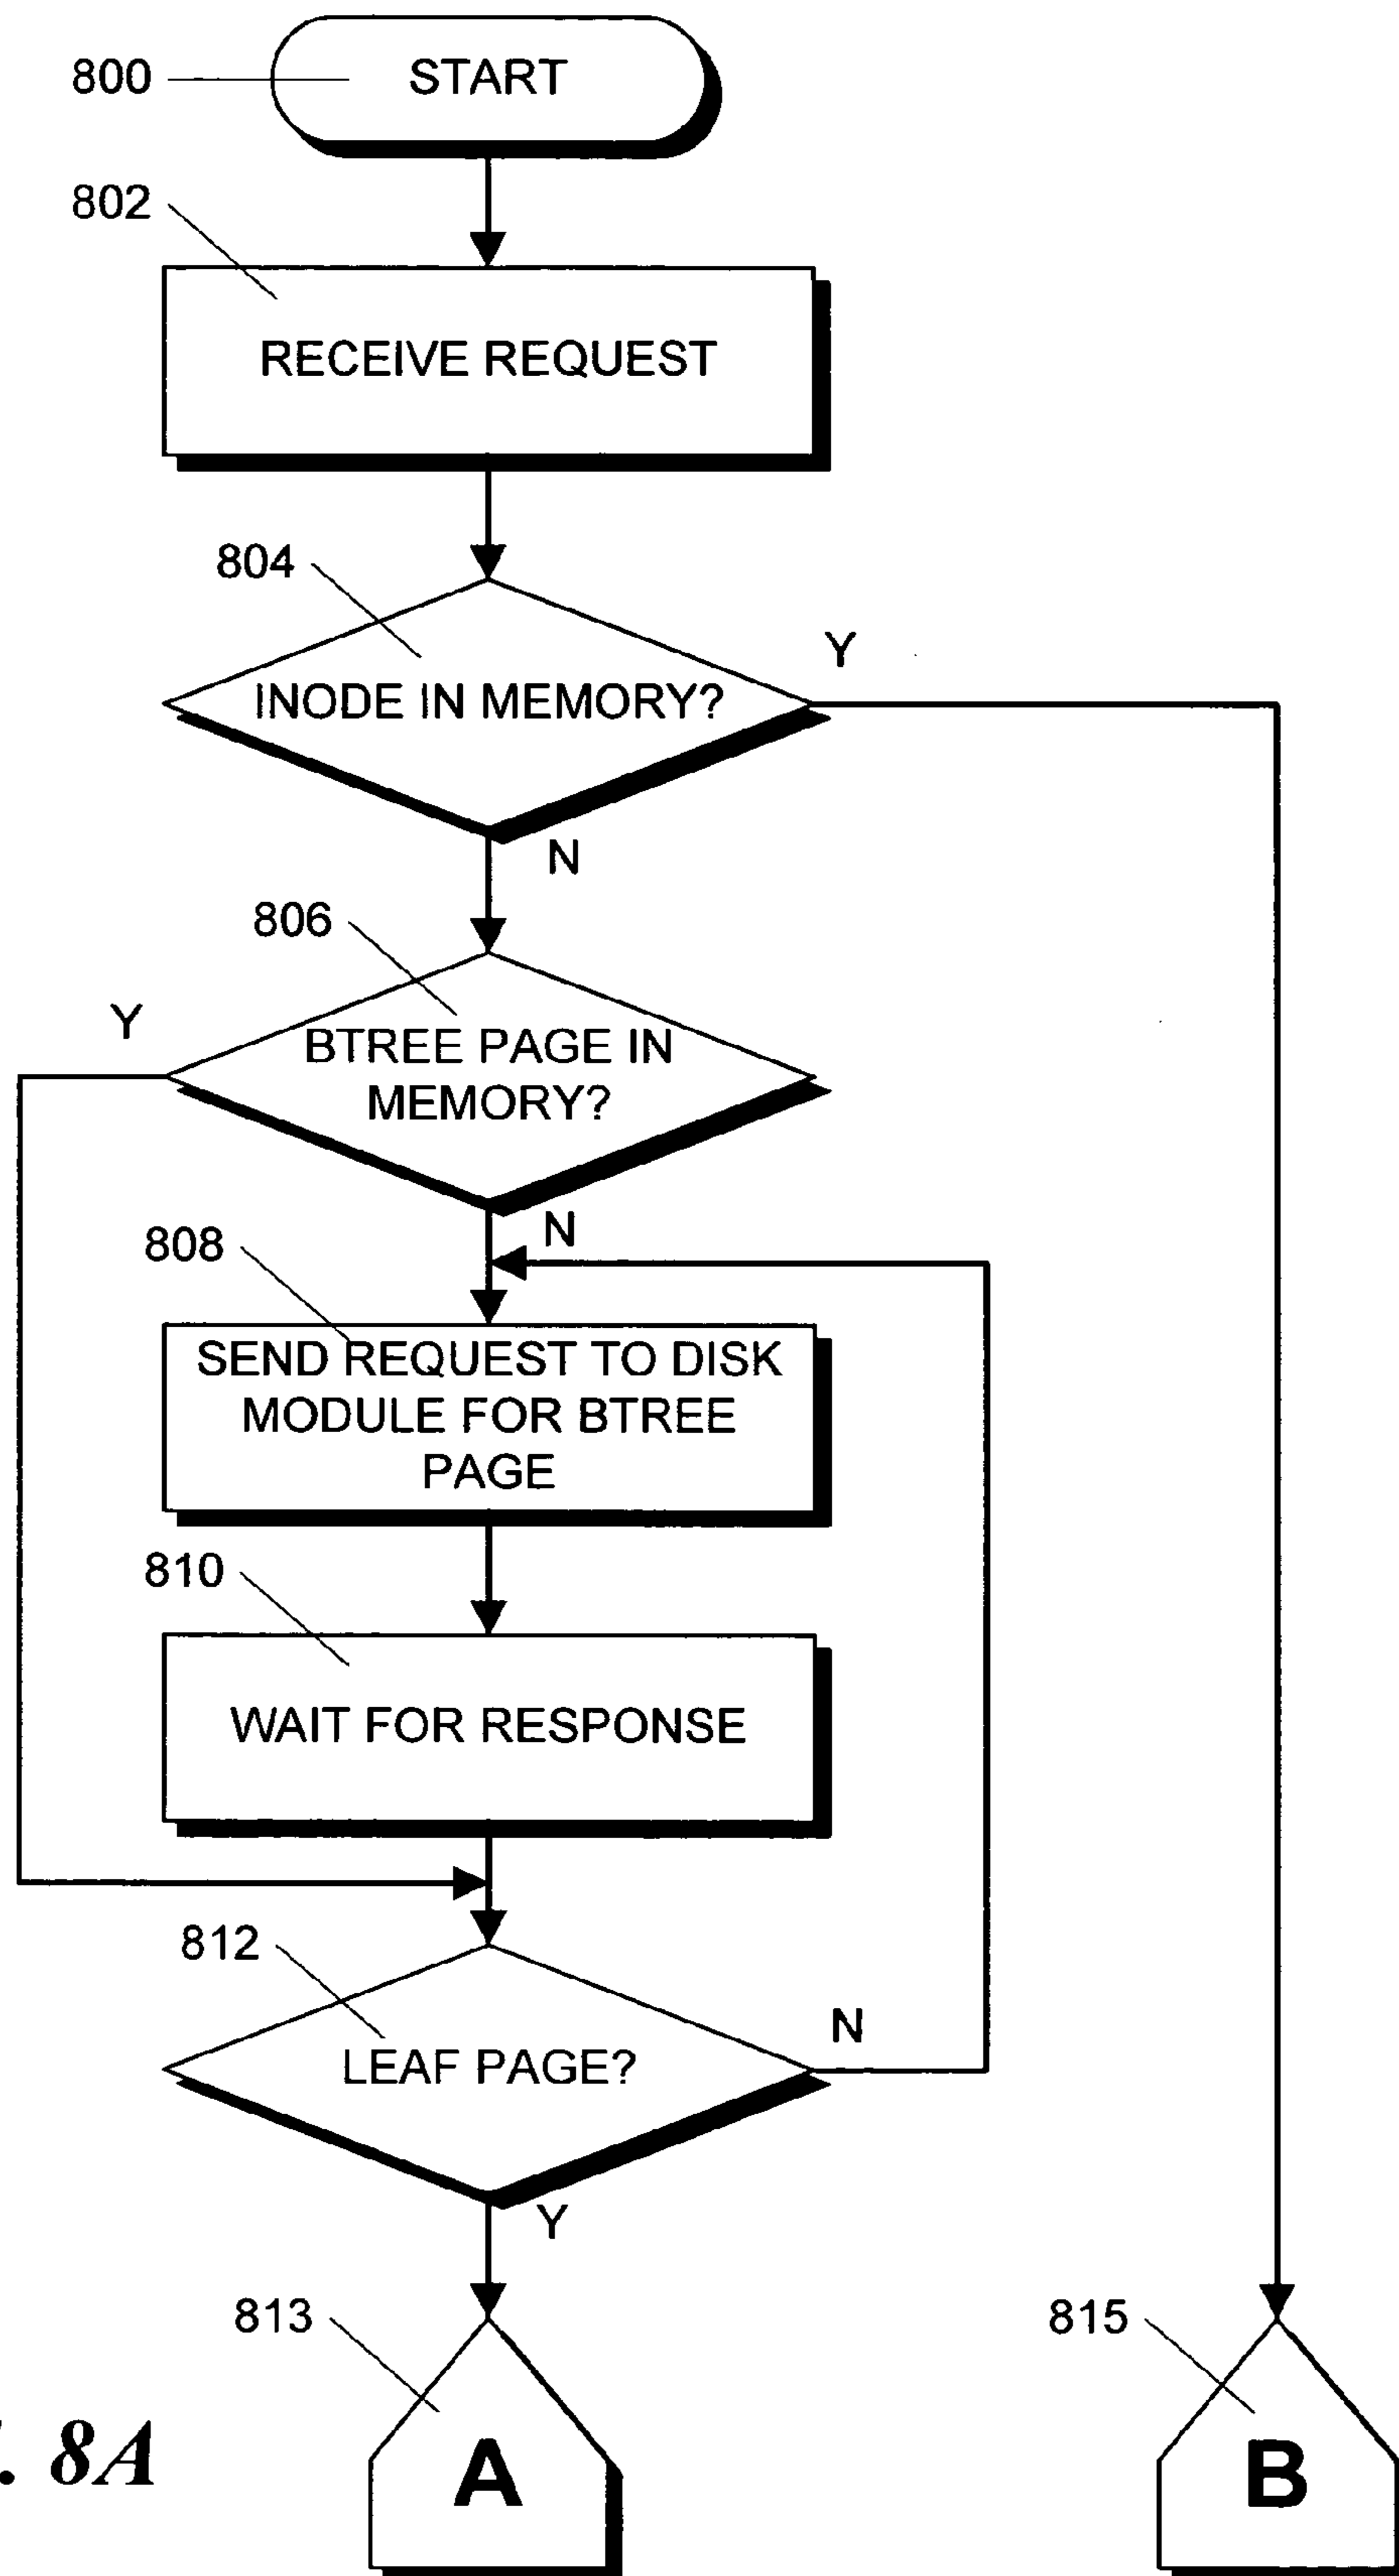 800
START
802
RECEIVE REQUEST
804
Y
INODE IN MEMORY?
N
806
Y
BTREE PAGE IN
MEMORY?
N
808
SEND REQUEST TO DISK
MODULE FOR BTREE
PAGE
810
WAIT FOR RESPONSE
812
N
LEAF PAGE?
Y
813
815
A
B
8A